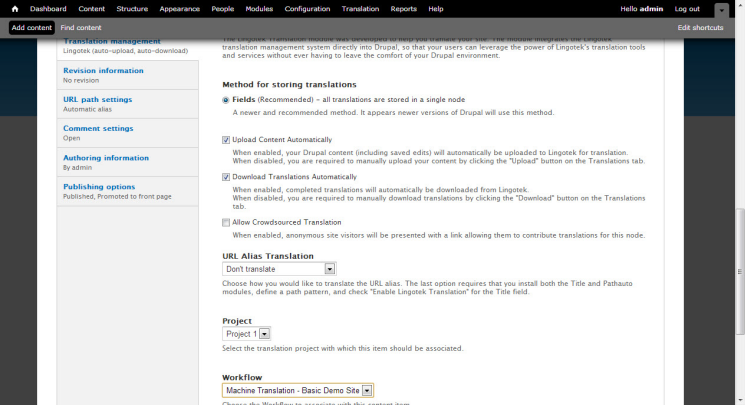 Dashboard Content Structure Appearance People Modules Configuration Translation Reports Help Hello admin Log out
Add content Find content Edit shortcuts
Translation management
Lingotek (auto-upload, auto-download)
Revision information
No revision
URL path settings
Automatic alias
Comment settings
Open
Authoring information
By admin
Publishing options
Published, Promoted to front page
The Lingotek Translation module was developed to help you translate your site. The module integrates the Lingotek
translation management system directly into Drupal, so that your users can leverage the power of Lingotek's translation tools
and services without ever having to leave the comfort of your Drupal environment.
Method for storing translations
Fields (Recommended) - all translations are stored in a single node
A newer and recommended method. It appears newer versions of Drupal will use this method.
Upload Content Automatically
When enabled, your Drupal content (including saved edits) will automatically be uploaded to Lingotek for translation.
When disabled, you are required to manually upload your content by clicking the "Upload" button on the Translations tab.
Download Translations Automatically
When enabled, completed translations will automatically be downloaded from Lingotek.
When disabled, you are required to manually download translations by clicking the "Download" button on the Translations
tab.
Allow Crowdsourced Translation
When enabled, anonymous site visitors will be presented with a link allowing them to contribute translations for this node.
URL Alias Translation
Don't translate
Choose how you would like to translate the URL alias. The last option requires that you install both the Title and Pathauto
modules, define a path pattern, and check "Enable Lingotek Translation" for the Title field.
Project
Project 1
Select the translation project with which this item should be associated.
Workflow
Machine Translation - Basic Demo Site
Choose the Workflow to associate with this content item